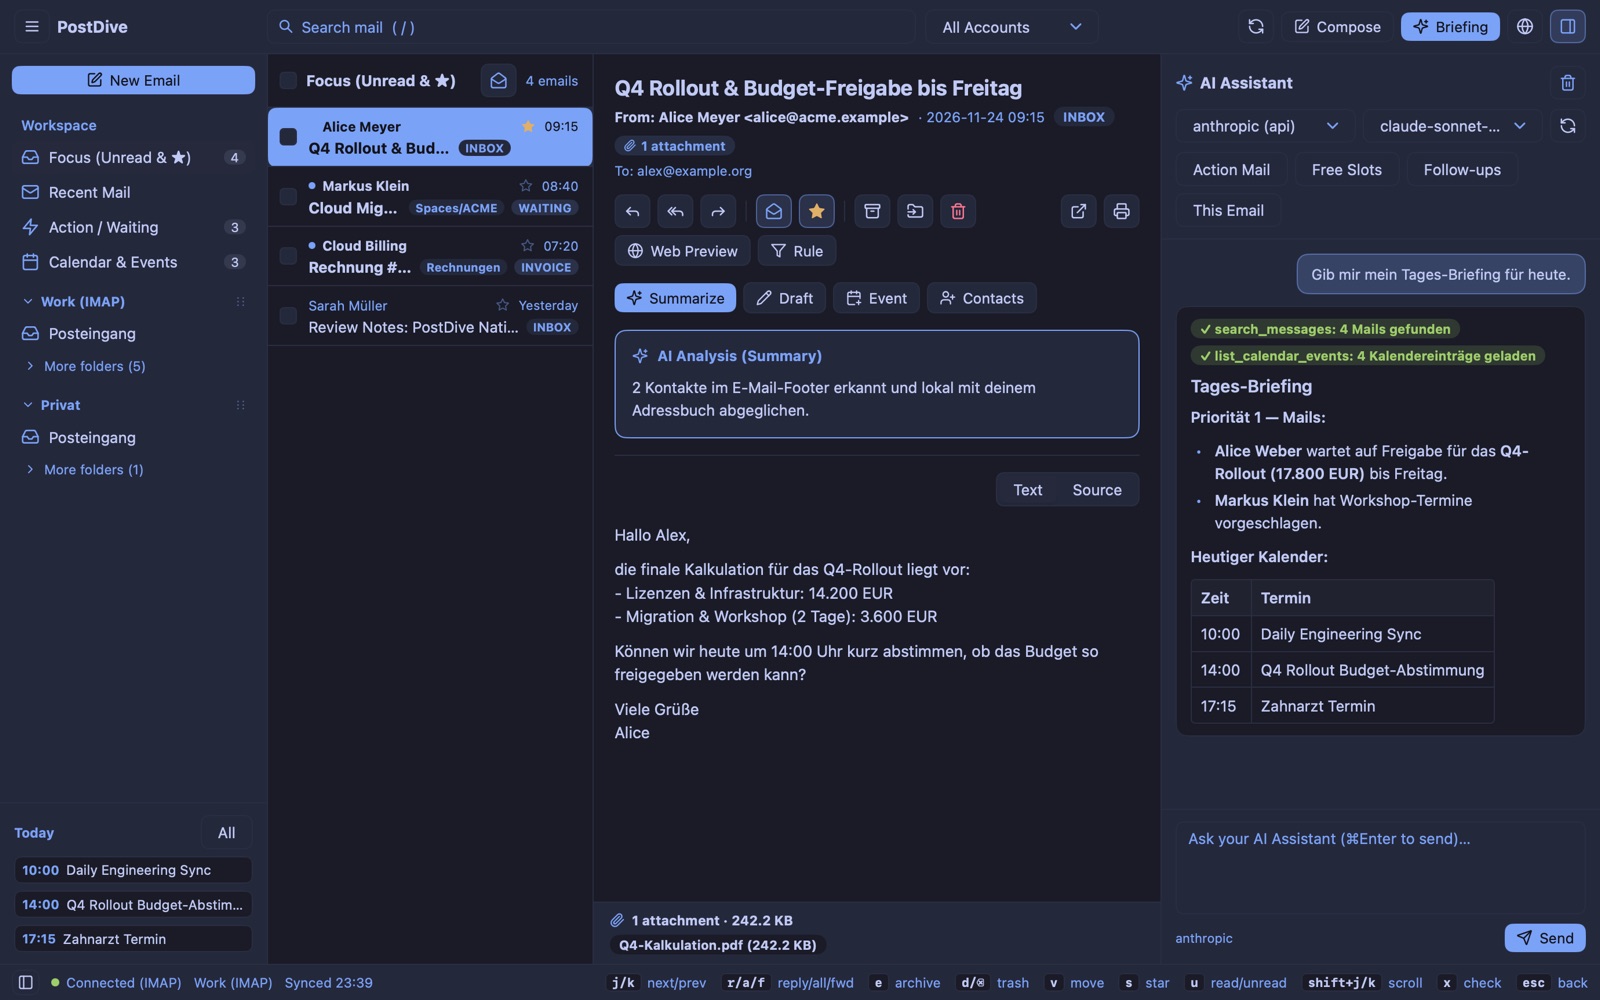 PostDive
Search mail ( / )
All Accounts
Compose
Briefing
New Email
Workspace
Focus (Unread & ★) 4
Recent Mail
Action / Waiting 3
Calendar & Events 3
Work (IMAP)
Posteingang
More folders (5)
Privat
Posteingang
More folders (1)
Today All
10:00 Daily Engineering Sync
14:00 Q4 Rollout Budget-Abstim...
17:15 Zahnarzt Termin
Focus (Unread & ★) 4 emails
Alice Meyer 09:15
Q4 Rollout & Bud... INBOX
Markus Klein 08:40
Cloud Mig... Spaces/ACME WAITING
Cloud Billing 07:20
Rechnung #... Rechnungen INVOICE
Sarah Müller Yesterday
Review Notes: PostDive Nati... INBOX
Q4 Rollout & Budget-Freigabe bis Freitag
From: Alice Meyer <alice@acme.example> · 2026-11-24 09:15 INBOX
1 attachment
To: alex@example.org
Web Preview Rule
Summarize Draft Event Contacts
AI Analysis (Summary)
2 Kontakte im E-Mail-Footer erkannt und lokal mit deinem
Adressbuch abgeglichen.
Text Source
Hallo Alex,
die finale Kalkulation für das Q4-Rollout liegt vor:
- Lizenzen & Infrastruktur: 14.200 EUR
- Migration & Workshop (2 Tage): 3.600 EUR
Können wir heute um 14:00 Uhr kurz abstimmen, ob das Budget so
freigegeben werden kann?
Viele Grüße
Alice
1 attachment · 242.2 KB
Q4-Kalkulation.pdf (242.2 KB)
AI Assistant
anthropic (api) claude-sonnet-...
Action Mail Free Slots Follow-ups
This Email
Gib mir mein Tages-Briefing für heute.
✓ search_messages: 4 Mails gefunden
✓ list_calendar_events: 4 Kalendereinträge geladen
Tages-Briefing
Priorität 1 — Mails:
• Alice Weber wartet auf Freigabe für das Q4-
Rollout (17.800 EUR) bis Freitag.
• Markus Klein hat Workshop-Termine
vorgeschlagen.
Heutiger Kalender:
Zeit Termin
10:00 Daily Engineering Sync
14:00 Q4 Rollout Budget-Abstimmung
17:15 Zahnarzt Termin
Ask your AI Assistant (⌘Enter to send)...
anthropic Send
Connected (IMAP) Work (IMAP) Synced 23:39
j/k next/prev r/a/f reply/all/fwd e archive d/⌫ trash v move s star u read/unread shift+j/k scroll x check esc back